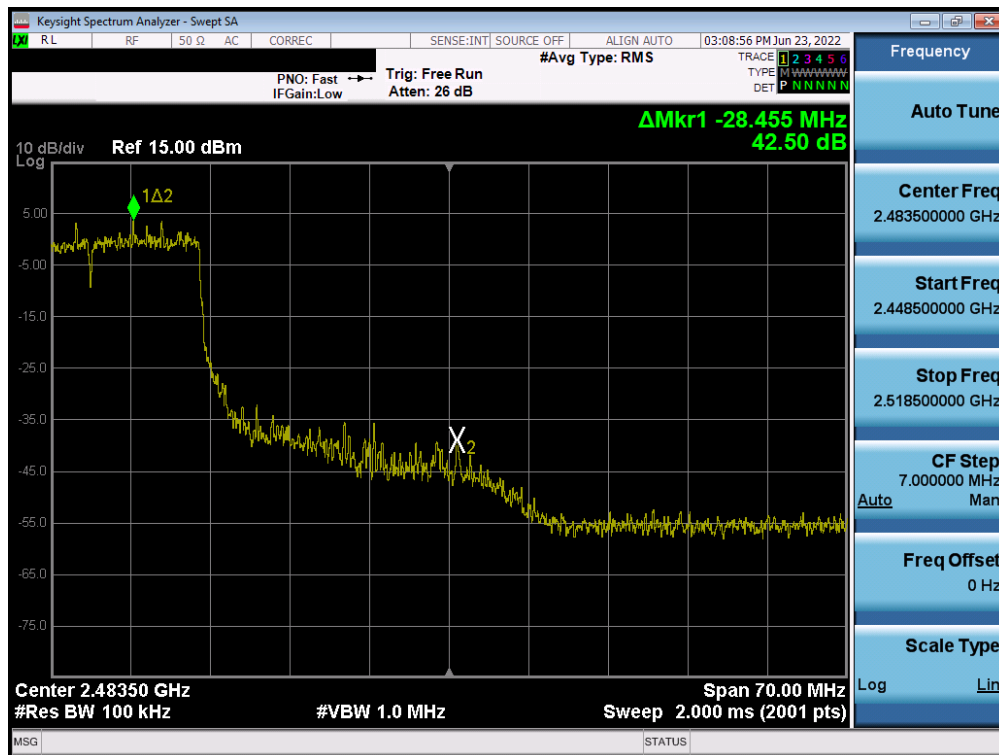 Keysight Spectrum Analyzer - Swept SA
LXI RL RF 50 Ω AC CORREC SENSE:INT SOURCE OFF ALIGN AUTO 03:08:56 PM Jun 23, 2022
PNO: Fast
IFGain:Low
Trig: Free Run
Atten: 26 dB
#Avg Type: RMS
TRACE 1 2 3 4 5 6
TYPE M W W W W W
DET P N N N N N
ΔMkr1 -28.455 MHz
42.50 dB
10 dB/div
Log
Ref 15.00 dBm
1Δ2
5.00
-5.00
-15.0
-25.0
-35.0
X2
-45.0
-55.0
-65.0
-75.0
Center 2.48350 GHz
Span 70.00 MHz
#Res BW 100 kHz
#VBW 1.0 MHz
Sweep 2.000 ms (2001 pts)
MSG
STATUS
Frequency
Auto Tune
Center Freq
2.483500000 GHz
Start Freq
2.448500000 GHz
Stop Freq
2.518500000 GHz
CF Step
7.000000 MHz
Auto Man
Freq Offset
0 Hz
Scale Type
Log Lin